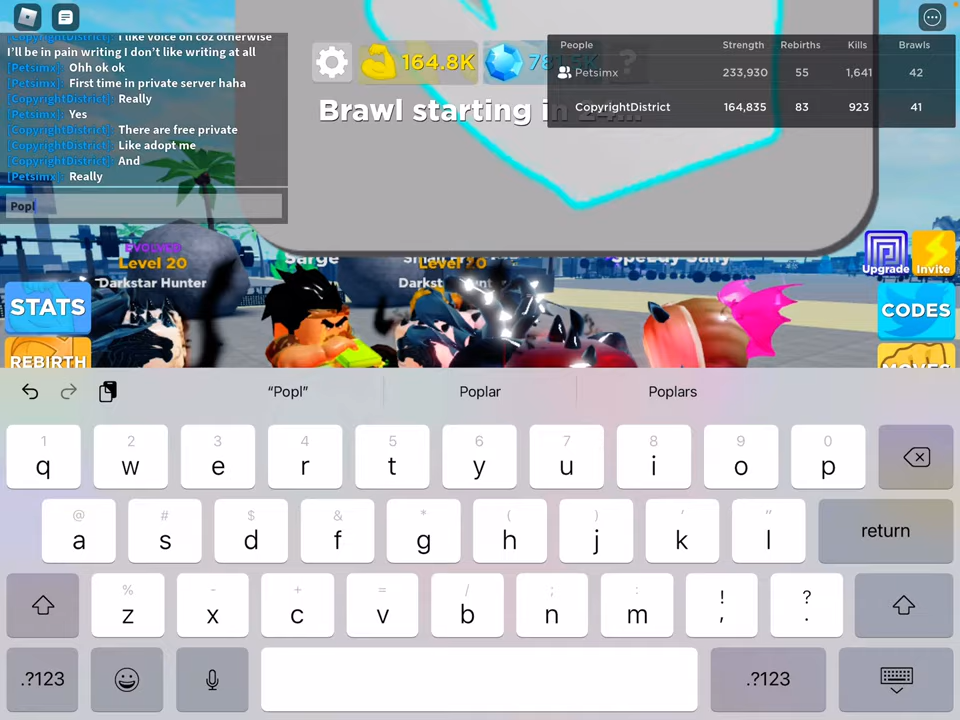 [CopyrightDistrict]: I like voice on coz otherwise
I'll be in pain writing I don't like writing at all
[Petsimx]: Ohh ok ok
[Petsimx]: First time in private server haha
[CopyrightDistrict]: Really
[Petsimx]: Yes
[CopyrightDistrict]: There are free private
[CopyrightDistrict]: Like adopt me
[CopyrightDistrict]: And
[Petsimx]: Really
Popl
164.8K
?
Brawl starting in
People Strength Rebirths Kills Brawls
Petsimx 233,930 55 1,641 42
CopyrightDistrict 164,835 83 923 41
EVOLVED
Level 20
Darkstar Hunter
Sarge
Level 20
Speedy Sally
Upgrade
Invite
STATS
CODES
REBIRTH
MOVES
“Popl” Poplar Poplars
1 2 3 4 5 6 7 8 9 0
q w e r t y u i o p
@ # $ & * ( ) ' "
a s d f g h j k l return
% - + = / ; : ! ?
z x c v b n m , .
.?123 .?123